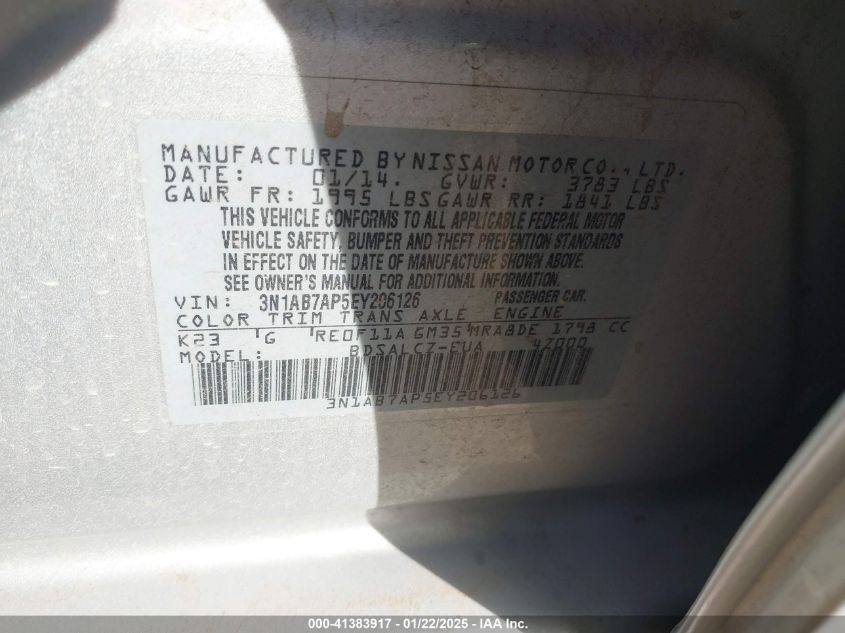 MANUFACTURED BY NISSAN MOTOR CO., LTD.
DATE: 01/14. GVWR: 3783 LBS
GAWR FR: 1995 LBS GAWR RR: 1841 LBS
THIS VEHICLE CONFORMS TO ALL APPLICABLE FEDERAL MOTOR
VEHICLE SAFETY, BUMPER AND THEFT PREVENTION STANDARDS
IN EFFECT ON THE DATE OF MANUFACTURE SHOWN ABOVE.
SEE OWNER'S MANUAL FOR ADDITIONAL INFORMATION.
VIN: 3N1AB7AP5EY206126 PASSENGER CAR.
COLOR TRIM TRANS AXLE ENGINE
K23 G RE0F11A GM35 MRA8DE 1798 CC
MODEL: BDSALCZ-EUA 4Z000
3N1AB7AP5EY206126
000-41383917 - 01/22/2025 - IAA Inc.